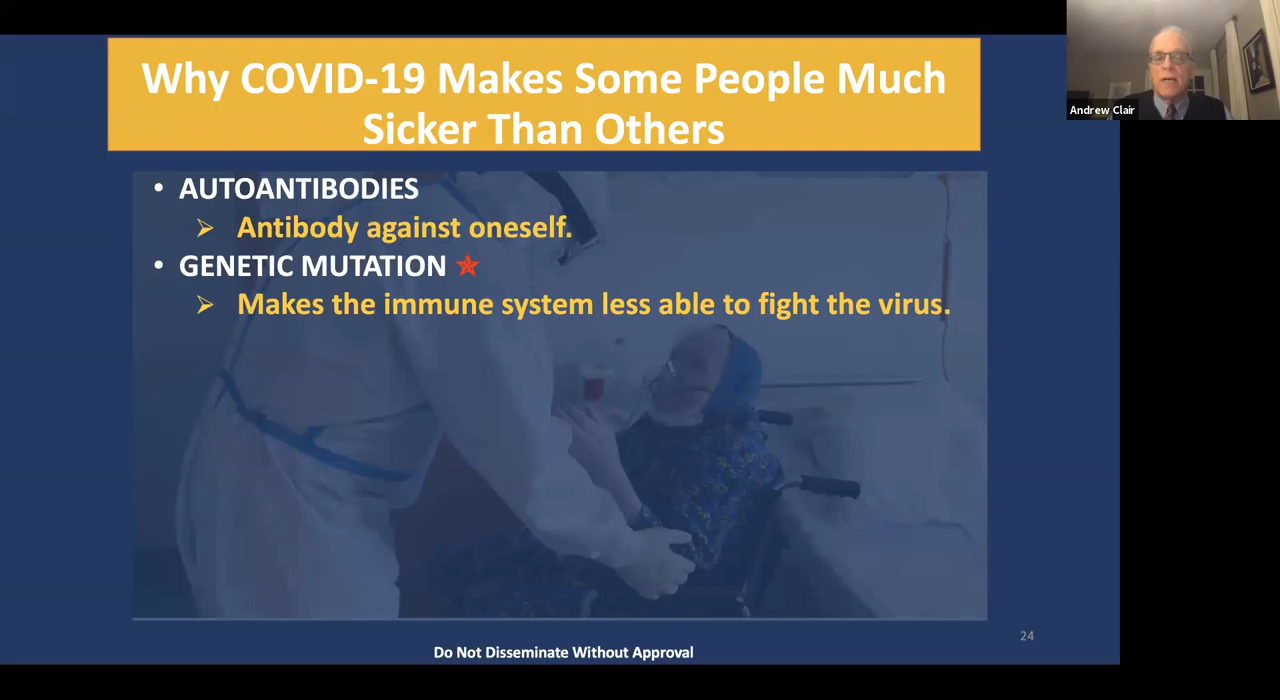 Why COVID-19 Makes Some People Much
Sicker Than Others
Andrew Clair
• AUTOANTIBODIES
➢ Antibody against oneself.
• GENETIC MUTATION
➢ Makes the immune system less able to fight the virus.
24
Do Not Disseminate Without Approval